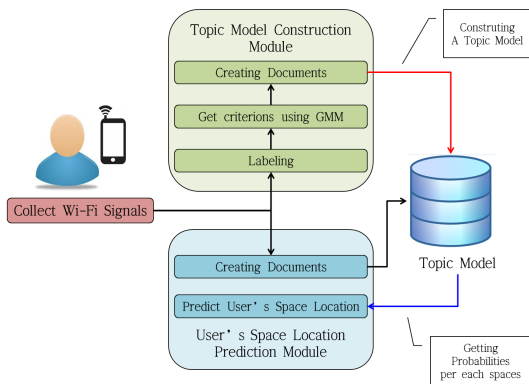 Topic Model Construction
Module
Creating Documents
Get criterions using GMM
Labeling
Construting
A Topic Model
Collect Wi-Fi Signals
Topic Model
Creating Documents
Predict User’s Space Location
User’s Space Location
Prediction Module
Getting
Probabilities
per each spaces